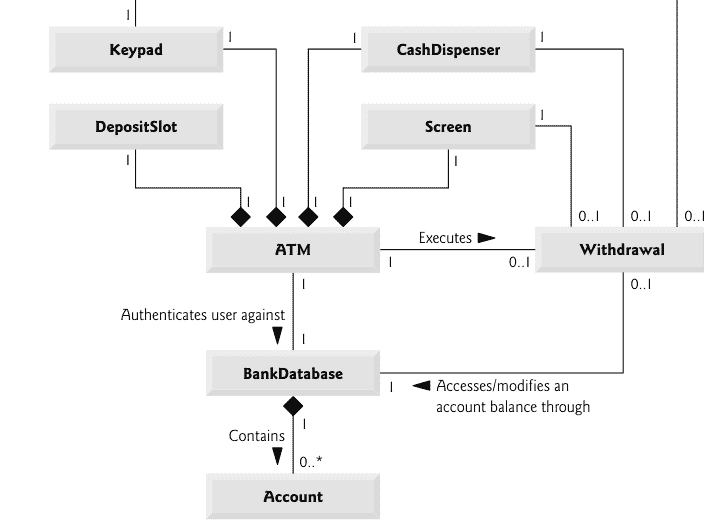 1
Keypad
1
1
CashDispenser
1
DepositSlot
1
Screen
1
1
1
1
1
1
0..1
0..1
0..1
ATM
Executes
1
0..1
Withdrawal
1
0..1
Authenticates user against
1
BankDatabase
1
Accesses/modifies an
account balance through
1
Contains
0..*
Account